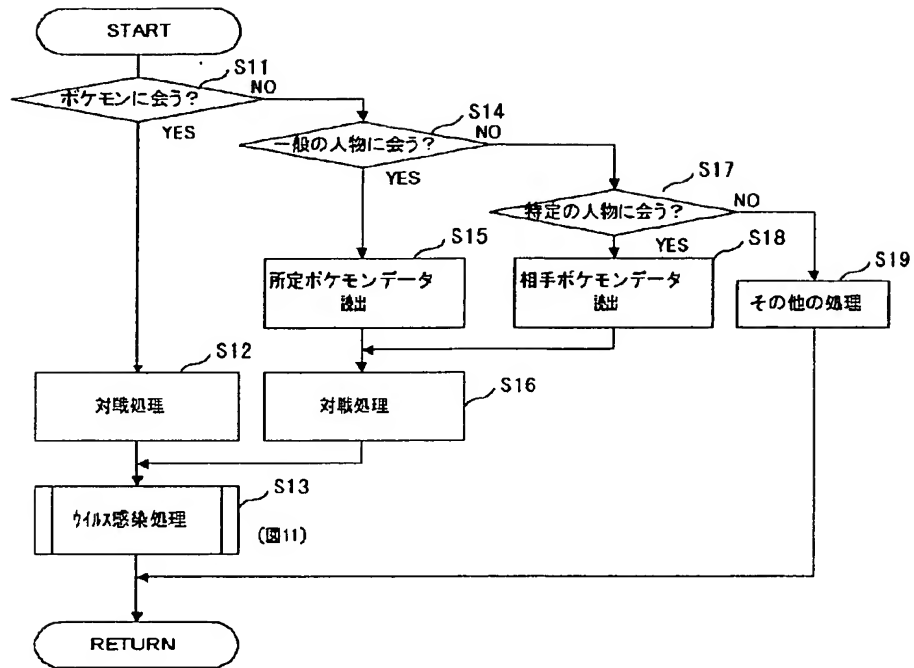 START
S11
ポケモンに会う?
NO
YES
S14
一般の人物に会う?
NO
YES
S17
特定の人物に会う?
NO
YES
S15
所定ポケモンデータ
読出
S18
相手ポケモンデータ
読出
S19
その他の処理
S12
対戦処理
S16
対戦処理
S13
ウイルス感染処理
(図11)
RETURN